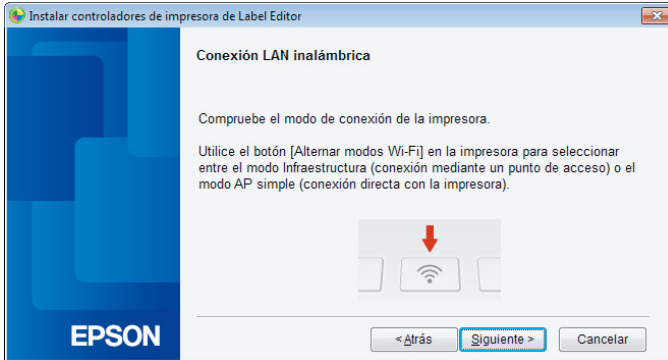 Instalar controladores de impresora de Label Editor
Conexión LAN inalámbrica
Compruebe el modo de conexión de la impresora.
Utilice el botón [Alternar modos Wi-Fi] en la impresora para seleccionar
entre el modo Infraestructura (conexión mediante un punto de acceso) o el
modo AP simple (conexión directa con la impresora).
EPSON
< Atrás
Siguiente >
Cancelar